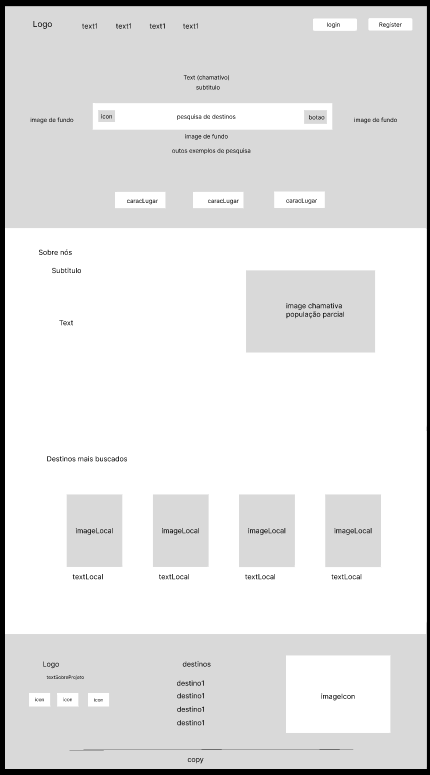 Logo text1 text1 text1 text1 login Register
Text (chamativo)
subtitulo
icon pesquisa de destinos botao
image de fundo image de fundo
image de fundo
outos exemplos de pesquisa
caracLugar caracLugar caracLugar
Sobre nós
Subtitulo
Text
image chamativa
população parcial
Destinos mais buscados
imageLocal imageLocal imageLocal imageLocal
textLocal textLocal textLocal textLocal
Logo
textSobreProjeto
icon icon icon
destinos
destino1
destino1
destino1
destino1
imageIcon
copy